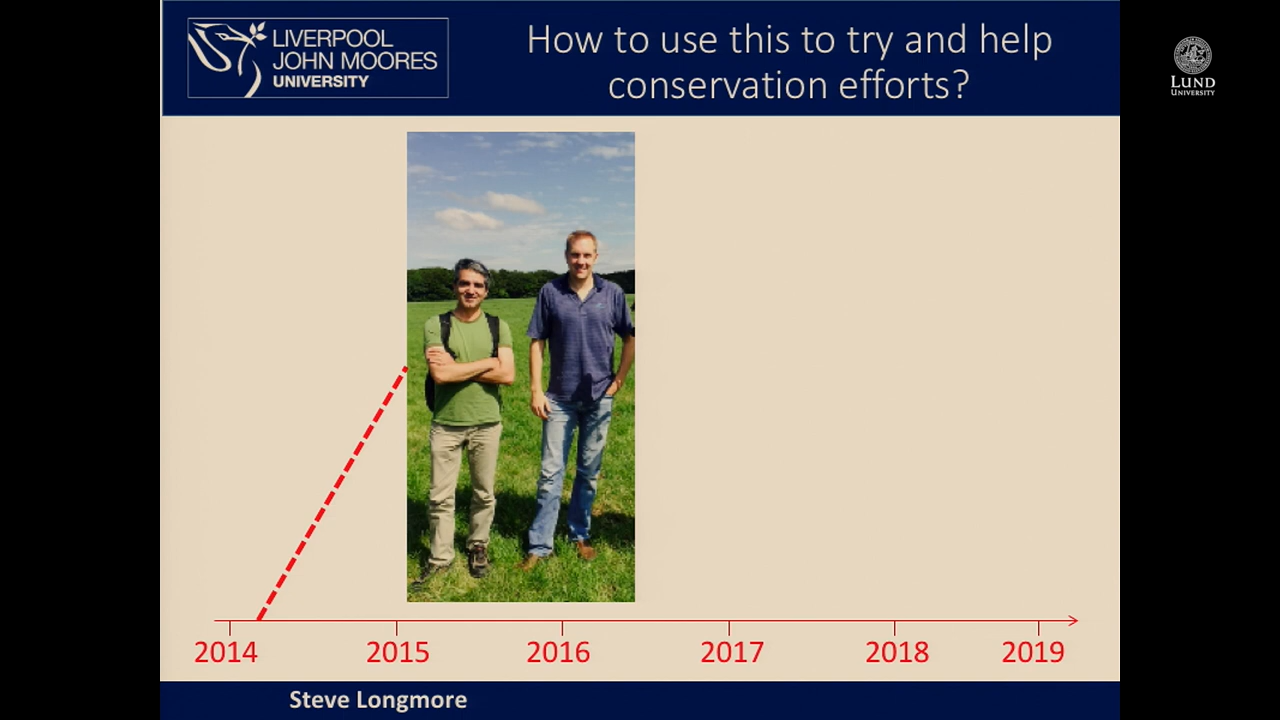 LIVERPOOL
JOHN MOORES
UNIVERSITY
How to use this to try and help
conservation efforts?
LUND
UNIVERSITY
2014 2015 2016 2017 2018 2019
Steve Longmore